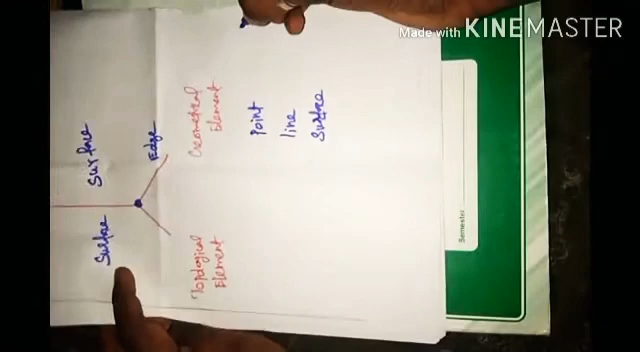 Made with KINEMASTER
Surface
Surface
Edge
Topological
Element
Geometrical
Element
Point
line
Surface
Semester